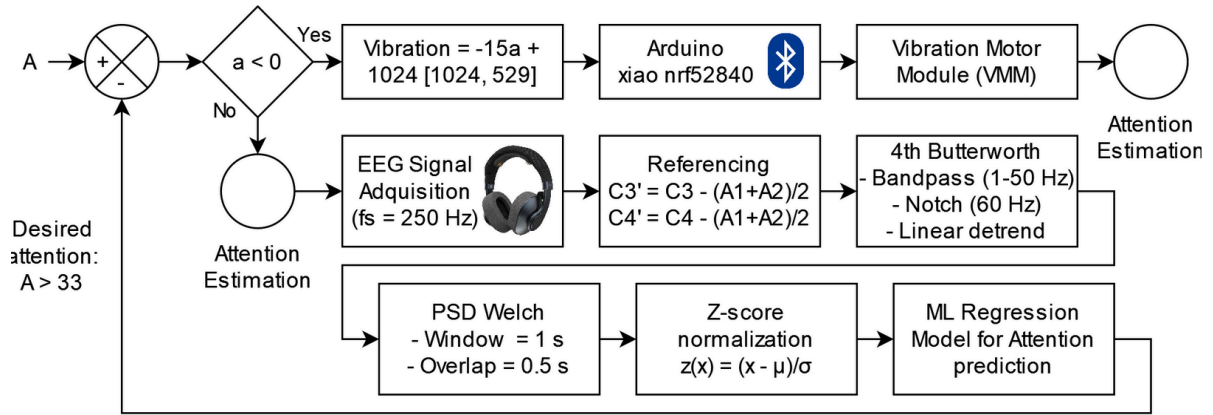 A
+
-
a < 0
Yes
No
Vibration = -15a +
1024 [1024, 529]
Arduino
xiao nrf52840
Vibration Motor
Module (VMM)
Attention
Estimation
Attention
Estimation
EEG Signal
Adquisition
(fs = 250 Hz)
Referencing
C3' = C3 - (A1+A2)/2
C4' = C4 - (A1+A2)/2
4th Butterworth
- Bandpass (1-50 Hz)
- Notch (60 Hz)
- Linear detrend
Desired
attention:
A > 33
PSD Welch
- Window = 1 s
- Overlap = 0.5 s
Z-score
normalization
z(x) = (x - μ)/σ
ML Regression
Model for Attention
prediction